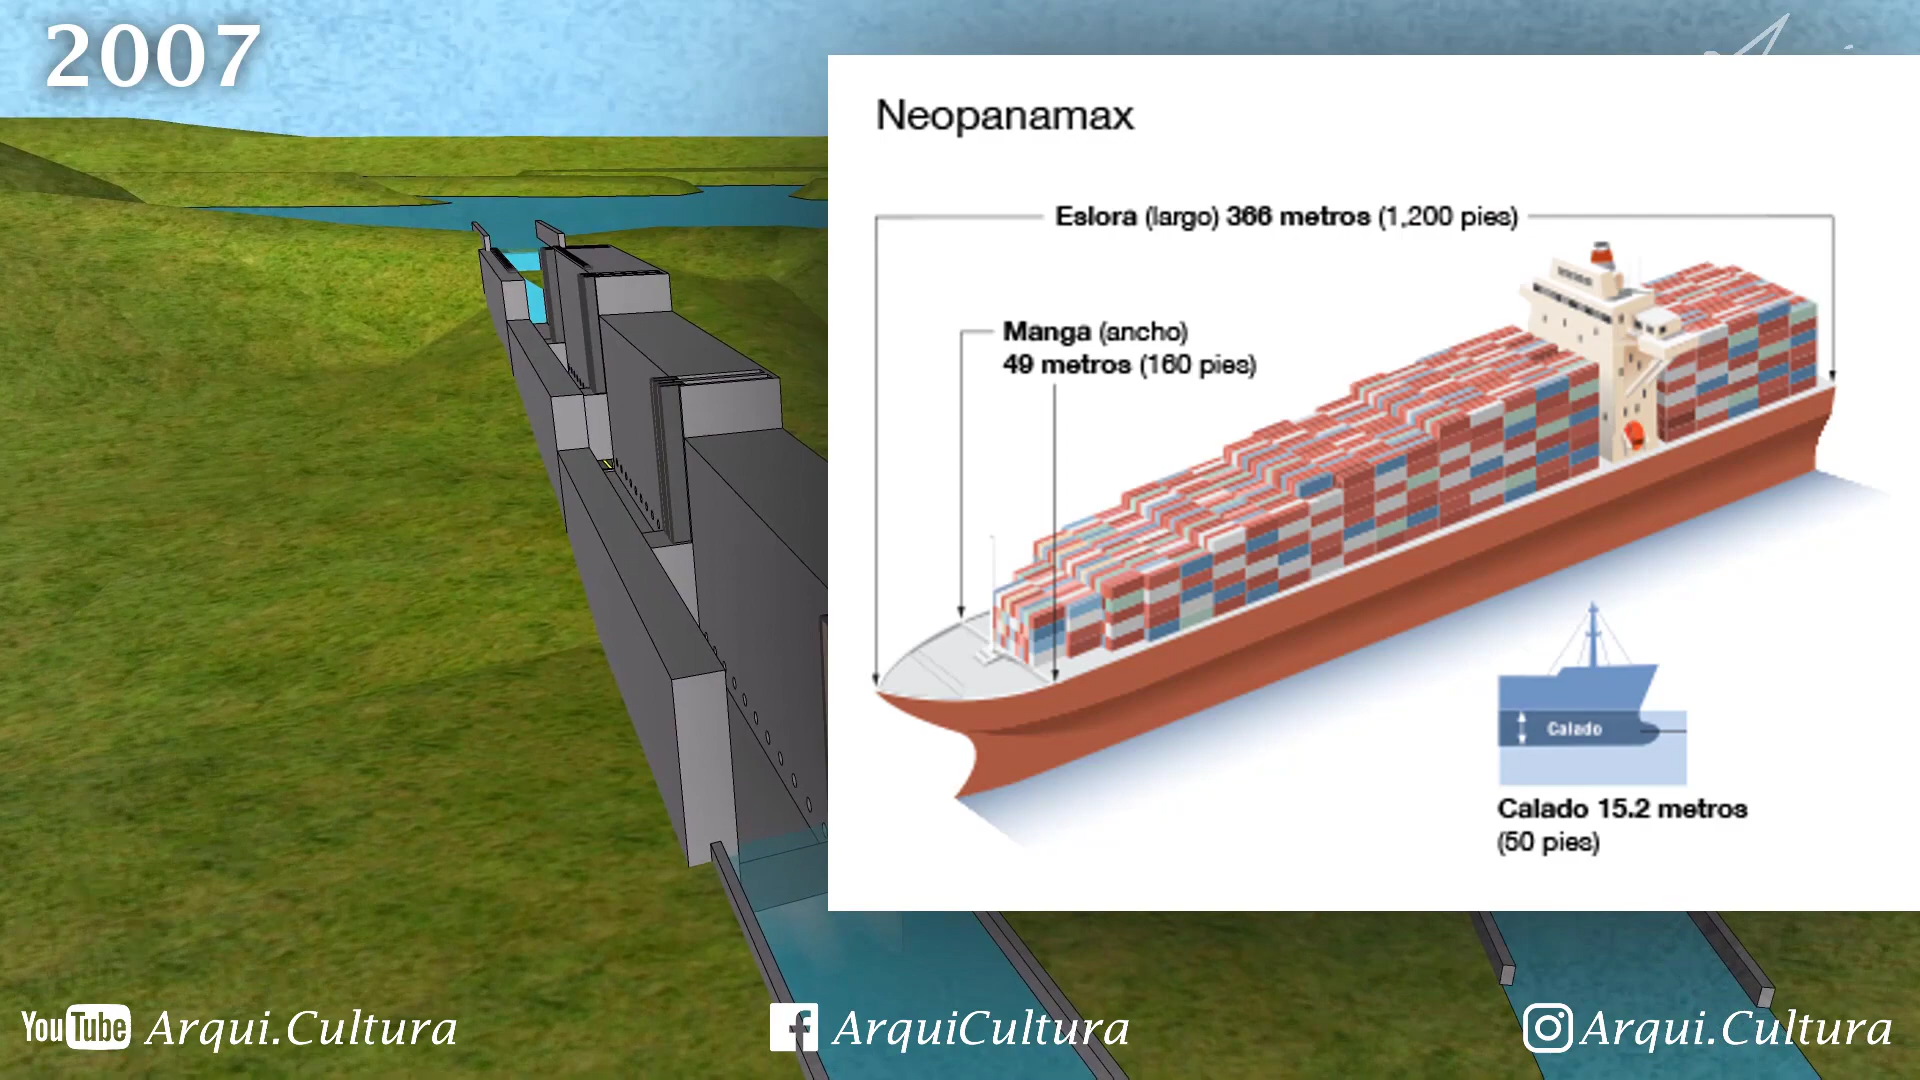 2007
Neopanamax
Eslora (largo) 366 metros (1,200 pies)
Manga (ancho)
49 metros (160 pies)
Calado
Calado 15.2 metros
(50 pies)
YouTube Arqui.Cultura
ArquiCultura
Arqui.Cultura